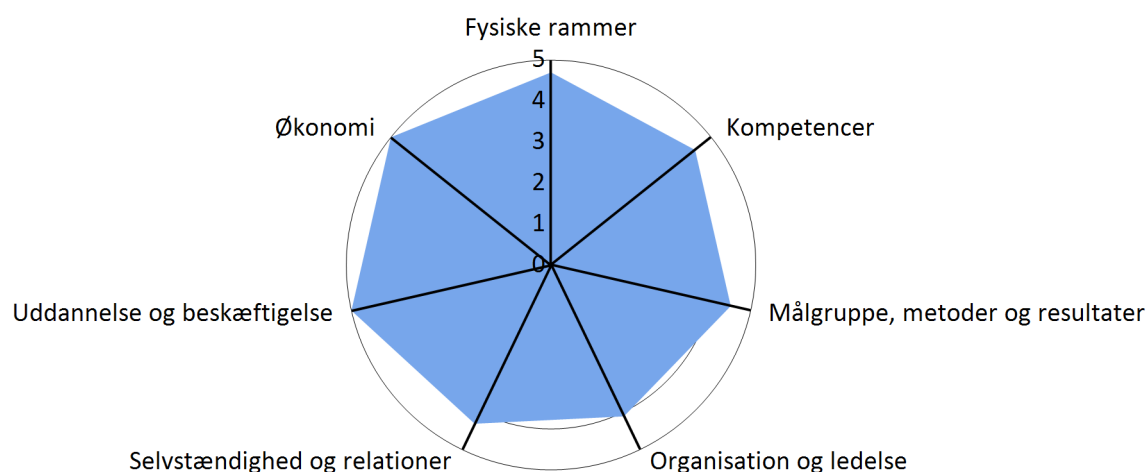 Fysiske rammer
5
4
3
2
1
0
Kompetencer
Målgruppe, metoder og resultater
Organisation og ledelse
Selvstændighed og relationer
Uddannelse og beskæftigelse
Økonomi